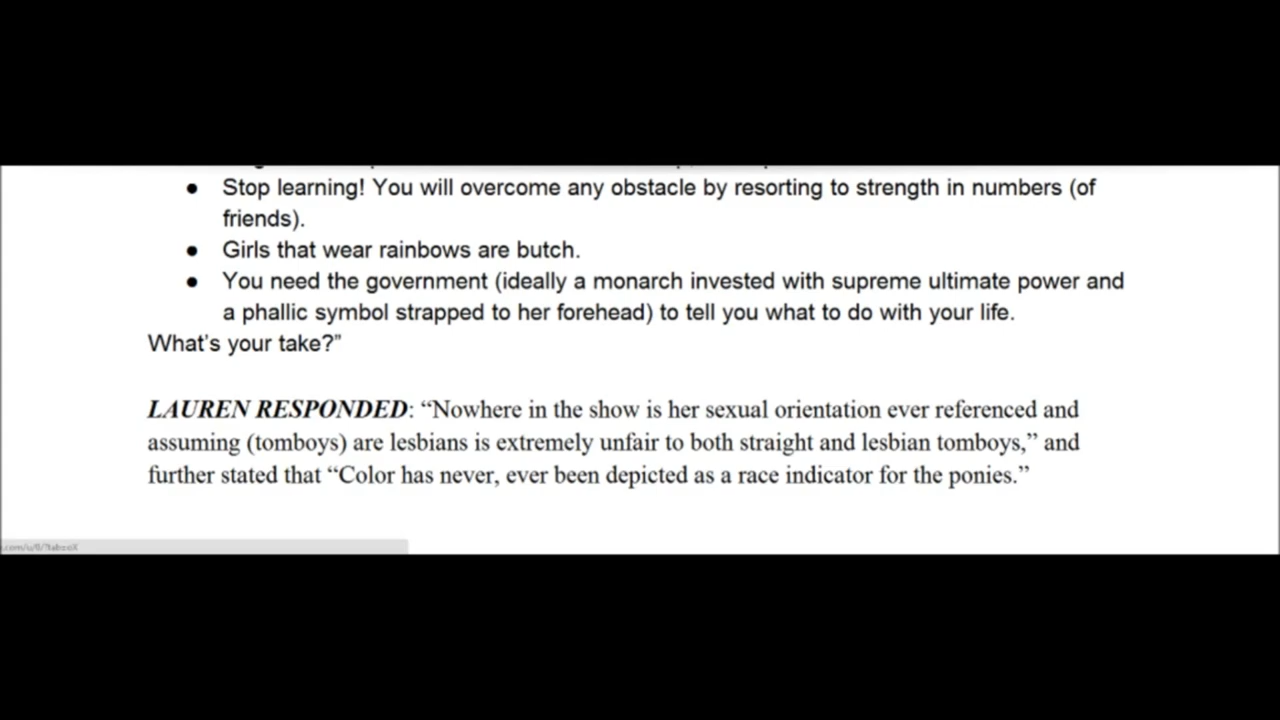 ● Stop learning! You will overcome any obstacle by resorting to strength in numbers (of
friends).
● Girls that wear rainbows are butch.
● You need the government (ideally a monarch invested with supreme ultimate power and
a phallic symbol strapped to her forehead) to tell you what to do with your life.
What’s your take?”
LAUREN RESPONDED: “Nowhere in the show is her sexual orientation ever referenced and
assuming (tomboys) are lesbians is extremely unfair to both straight and lesbian tomboys,” and
further stated that “Color has never, ever been depicted as a race indicator for the ponies.”